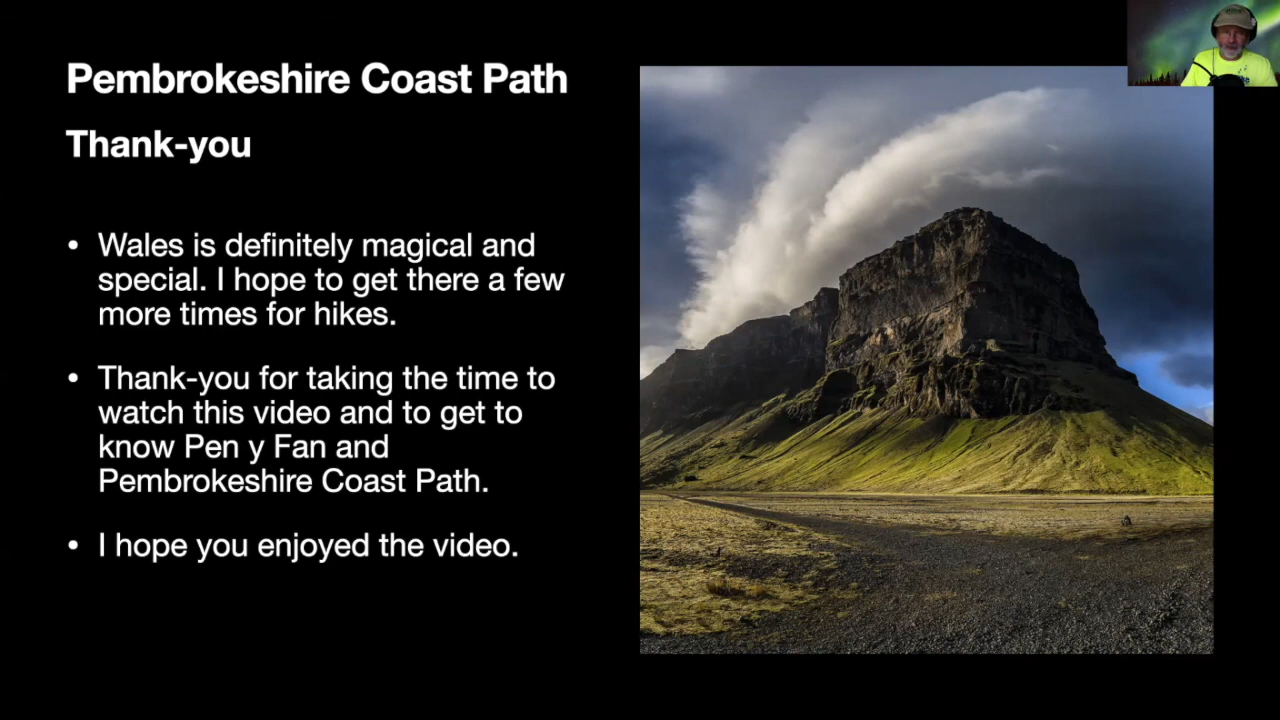 Pembrokeshire Coast Path
Thank-you
• Wales is definitely magical and
special. I hope to get there a few
more times for hikes.
• Thank-you for taking the time to
watch this video and to get to
know Pen y Fan and
Pembrokeshire Coast Path.
• I hope you enjoyed the video.